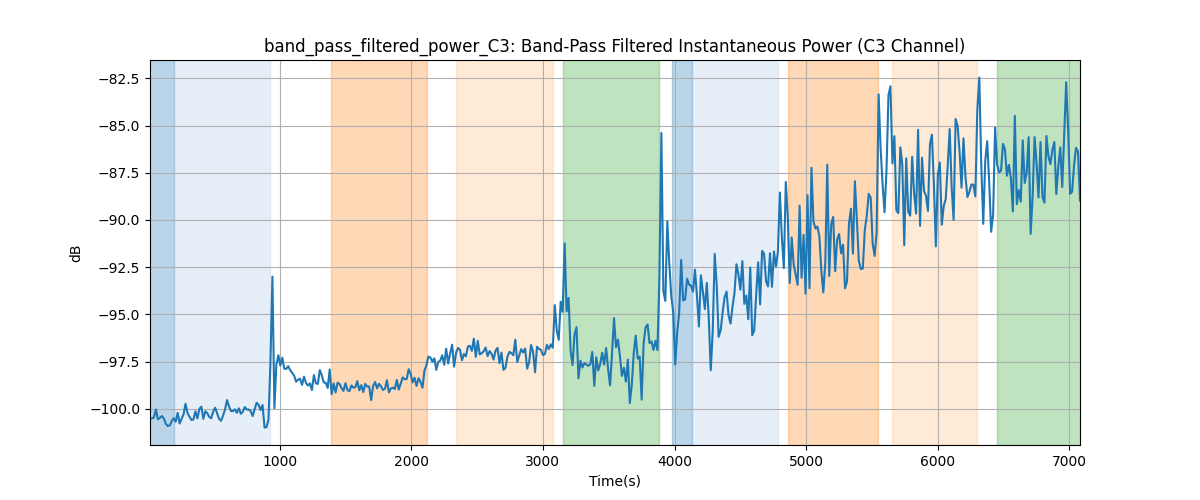 band_pass_filtered_power_C3: Band-Pass Filtered Instantaneous Power (C3 Channel)
−82.5
−85.0
−87.5
−90.0
−92.5
−95.0
−97.5
−100.0
dB
1000 2000 3000 4000 5000 6000 7000
Time(s)